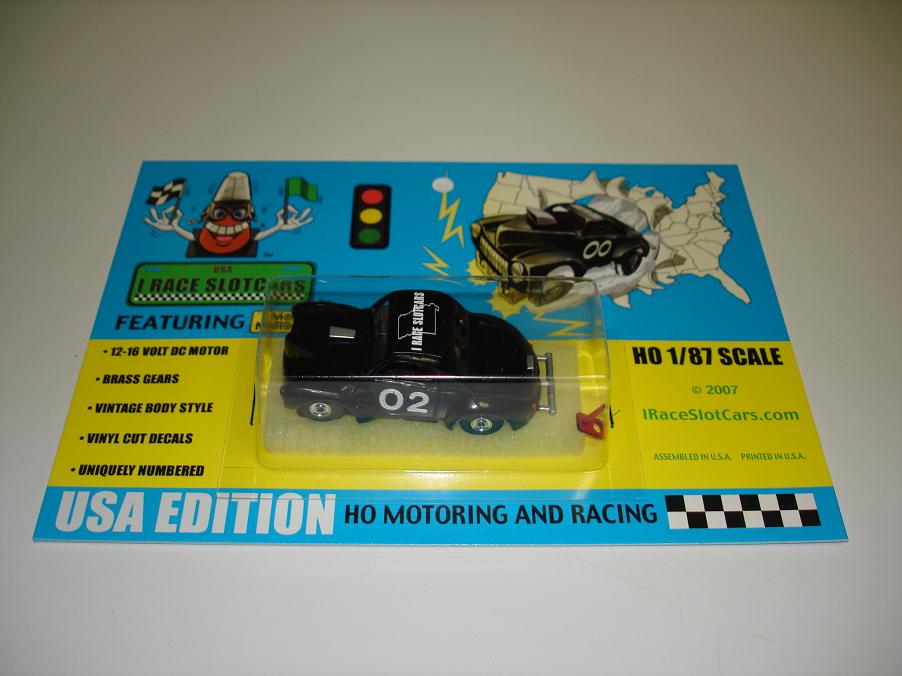 TM
USA
I RACE SLOTCARS
00
FEATURING
• 12-16 VOLT DC MOTOR
• BRASS GEARS
• VINTAGE BODY STYLE
• VINYL CUT DECALS
• UNIQUELY NUMBERED
I RACE SLOTCARS
02
HO 1/87 SCALE
© 2007
IRaceSlotCars.com
ASSEMBLED IN U.S.A. PRINTED IN U.S.A.
USA EDITION
HO MOTORING AND RACING